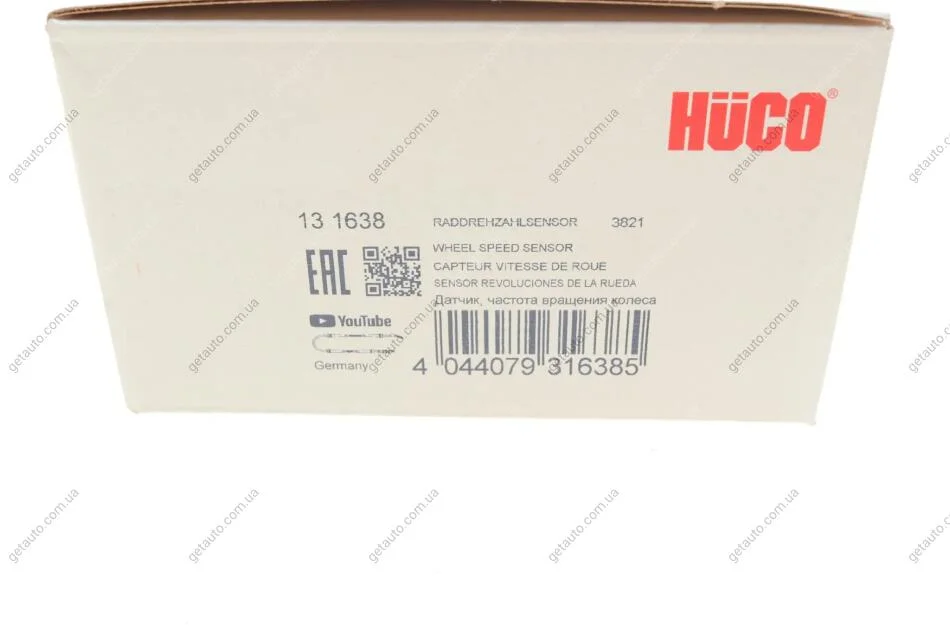 HÜCO®
13 1638 RADDREHZAHLSENSOR 3821
WHEEL SPEED SENSOR
CAPTEUR VITESSE DE ROUE
SENSOR REVOLUCIONES DE LA RUEDA
Датчик, частота вращения колеса
EAC
YouTube
Germany
4 044079 316385
getauto.com.ua